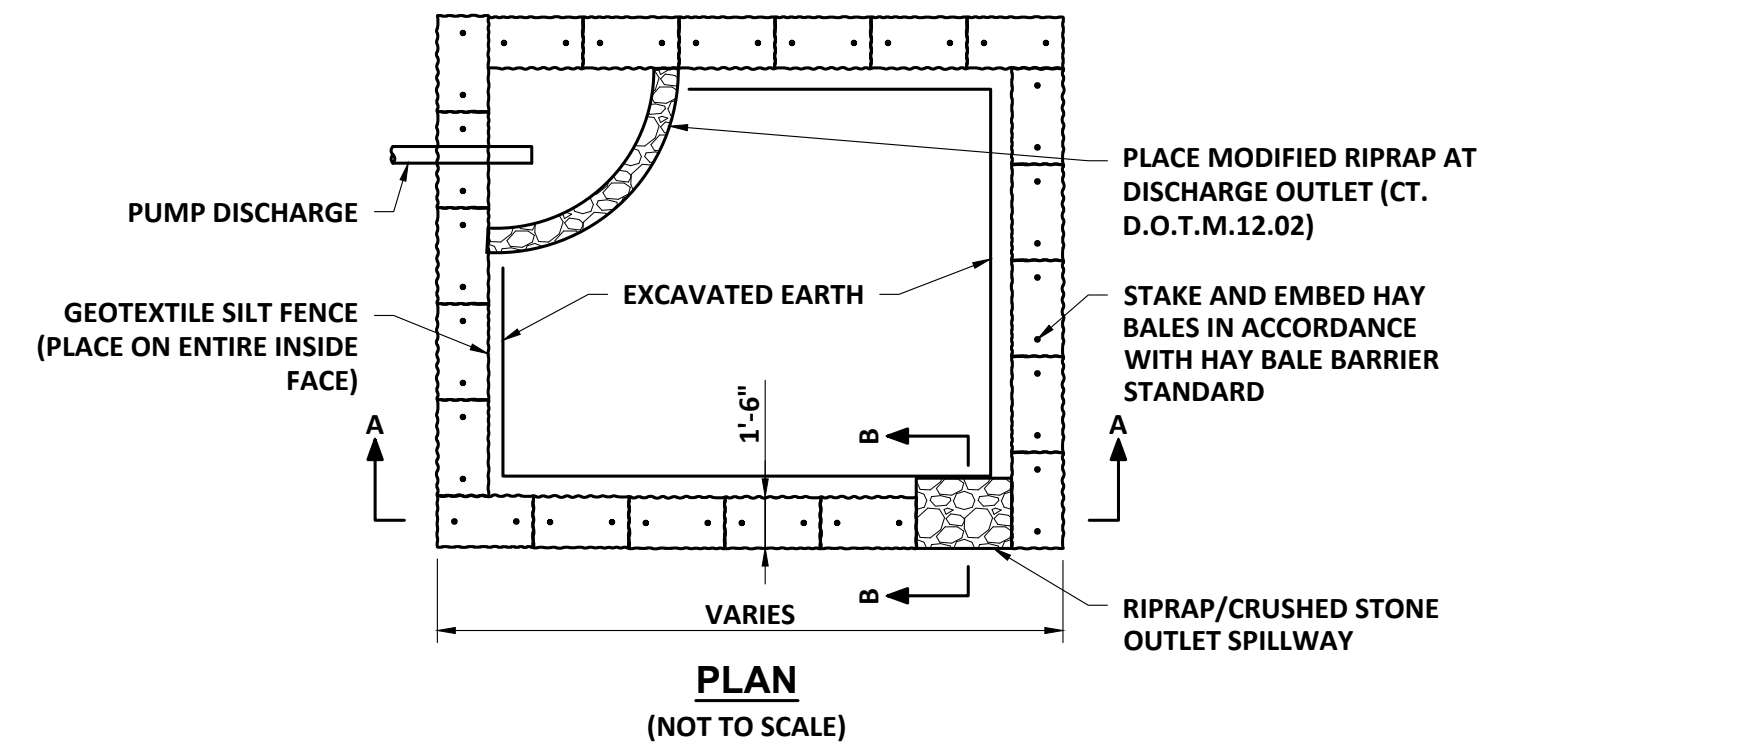 PUMP DISCHARGE
GEOTEXTILE SILT FENCE
(PLACE ON ENTIRE INSIDE
FACE)
EXCAVATED EARTH
PLACE MODIFIED RIPRAP AT
DISCHARGE OUTLET (CT.
D.O.T.M.12.02)
STAKE AND EMBED HAY
BALES IN ACCORDANCE
WITH HAY BALE BARRIER
STANDARD
A
A
1'-6"
B
B
VARIES
RIPRAP/CRUSHED STONE
OUTLET SPILLWAY
PLAN
(NOT TO SCALE)